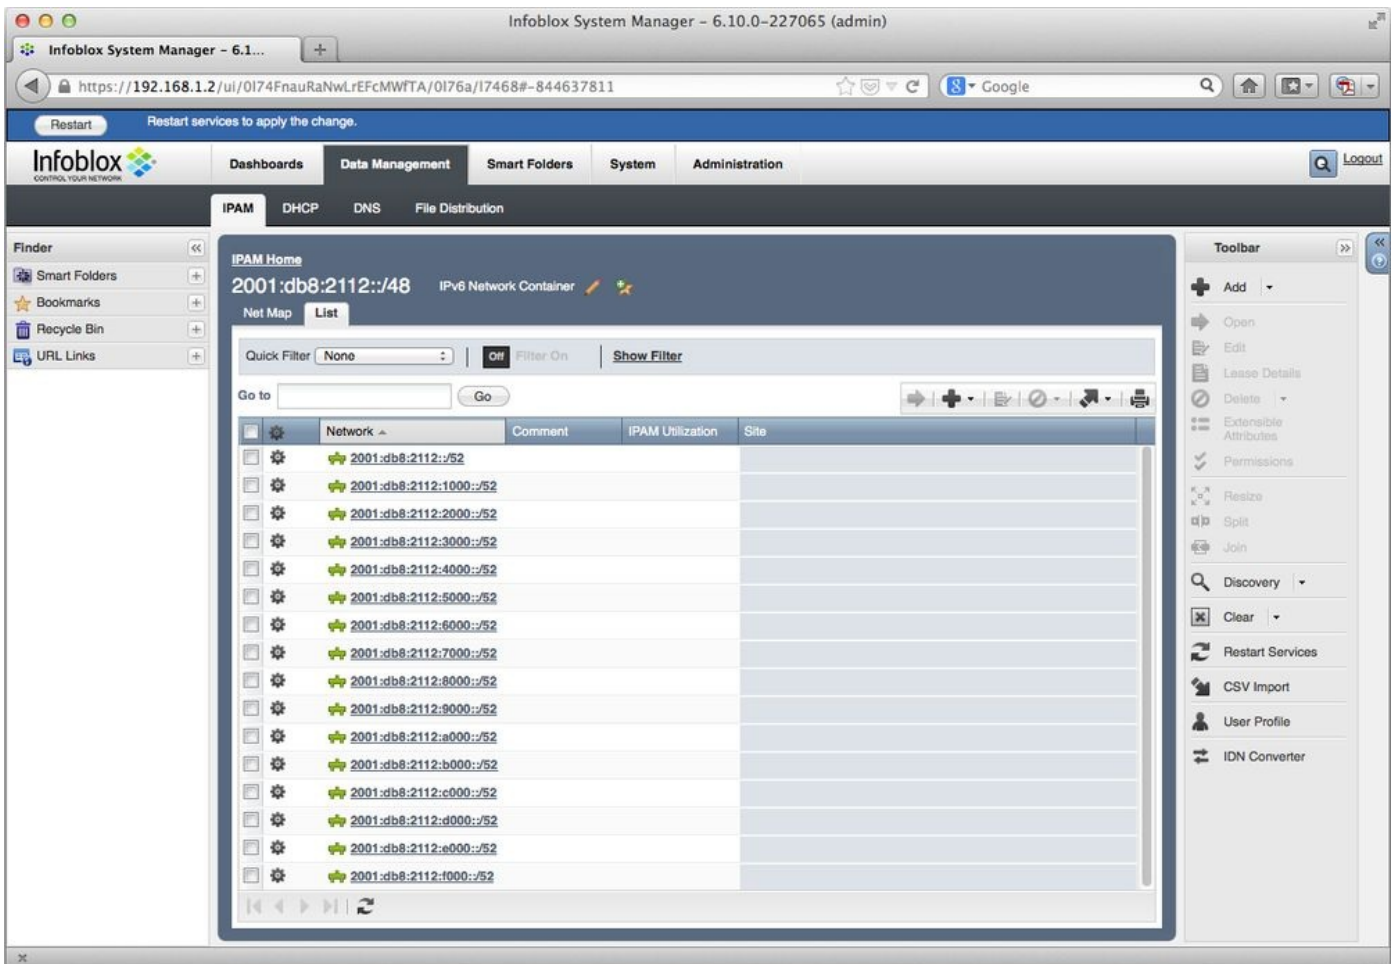 Infoblox System Manager – 6.10.0-227065 (admin)
Infoblox System Manager – 6.1...
https://192.168.1.2/ui/0I74FnauRaNwLrEFcMWfTA/0I76a/I7468#-844637811
Google
Restart
Restart services to apply the change.
Infoblox
CONTROL YOUR NETWORK
Dashboards
Data Management
Smart Folders
System
Administration
Logout
IPAM
DHCP
DNS
File Distribution
Finder
Smart Folders
Bookmarks
Recycle Bin
URL Links
IPAM Home
2001:db8:2112::/48
IPv6 Network Container
Net Map
List
Quick Filter
None
Off
Filter On
Show Filter
Go to
Go
Network
Comment
IPAM Utilization
Site
2001:db8:2112::/52
2001:db8:2112:1000::/52
2001:db8:2112:2000::/52
2001:db8:2112:3000::/52
2001:db8:2112:4000::/52
2001:db8:2112:5000::/52
2001:db8:2112:6000::/52
2001:db8:2112:7000::/52
2001:db8:2112:8000::/52
2001:db8:2112:9000::/52
2001:db8:2112:a000::/52
2001:db8:2112:b000::/52
2001:db8:2112:c000::/52
2001:db8:2112:d000::/52
2001:db8:2112:e000::/52
2001:db8:2112:f000::/52
Toolbar
Add
Open
Edit
Lease Details
Delete
Extensible
Attributes
Permissions
Resize
Split
Join
Discovery
Clear
Restart Services
CSV Import
User Profile
IDN Converter